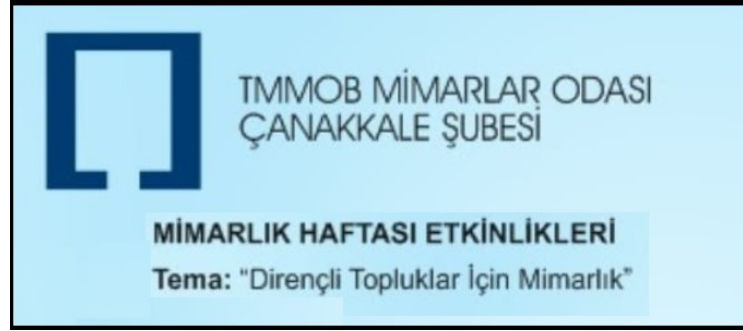 TMMOB MİMARLAR ODASI
ÇANAKKALE ŞUBESİ
MİMARLIK HAFTASI ETKİNLİKLERİ
Tema: "Dirençli Topluklar İçin Mimarlık"